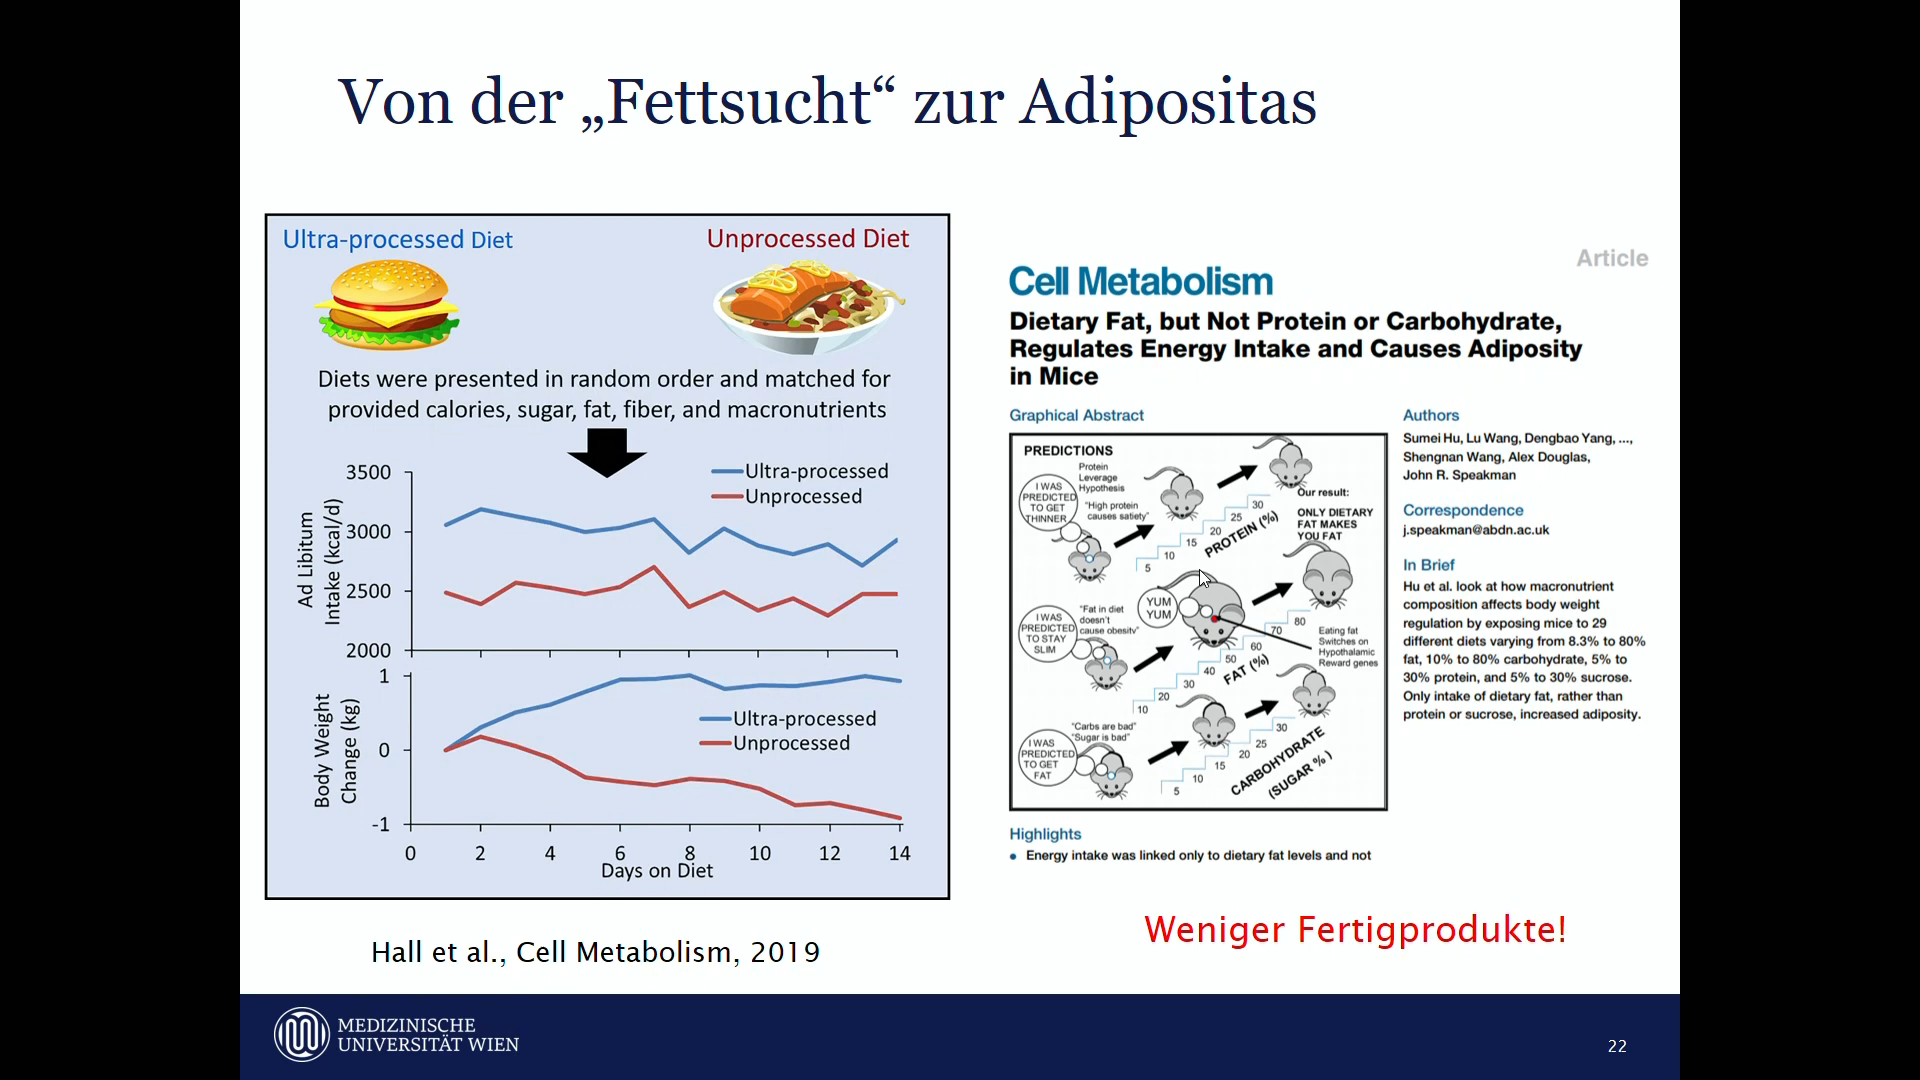 Von der „Fettsucht“ zur Adipositas
Ultra-processed Diet
Unprocessed Diet
Diets were presented in random order and matched for
provided calories, sugar, fat, fiber, and macronutrients
Ad Libitum
Intake (kcal/d)
3500
3000
2500
2000
Ultra-processed
Unprocessed
Body Weight
Change (kg)
1
0
-1
Ultra-processed
Unprocessed
0 2 4 6 8 10 12 14
Days on Diet
Hall et al., Cell Metabolism, 2019
Article
Cell Metabolism
Dietary Fat, but Not Protein or Carbohydrate,
Regulates Energy Intake and Causes Adiposity
in Mice
Graphical Abstract
PREDICTIONS
Protein
Leverage
Hypothesis
I WAS
PREDICTED
TO GET
THINNER
"High protein
causes satiety"
5 10 15 20 25 30
PROTEIN (%)
Our result:
ONLY DIETARY
FAT MAKES
YOU FAT
YUM
YUM
I WAS
PREDICTED
TO STAY
SLIM
"Fat in diet
doesn't
cause obesity"
10 20 30 40 50 60 70 80
FAT (%)
Eating fat
Switches on
Hypothalamic
Reward genes
"Carbs are bad"
"Sugar is bad"
I WAS
PREDICTED
TO GET
FAT
5 10 15 20 25 30
CARBOHYDRATE
(SUGAR %)
Authors
Sumei Hu, Lu Wang, Dengbao Yang, ...,
Shengnan Wang, Alex Douglas,
John R. Speakman
Correspondence
j.speakman@abdn.ac.uk
In Brief
Hu et al. look at how macronutrient
composition affects body weight
regulation by exposing mice to 29
different diets varying from 8.3% to 80%
fat, 10% to 80% carbohydrate, 5% to
30% protein, and 5% to 30% sucrose.
Only intake of dietary fat, rather than
protein or sucrose, increased adiposity.
Highlights
• Energy intake was linked only to dietary fat levels and not
Weniger Fertigprodukte!
MEDIZINISCHE
UNIVERSITÄT WIEN
22